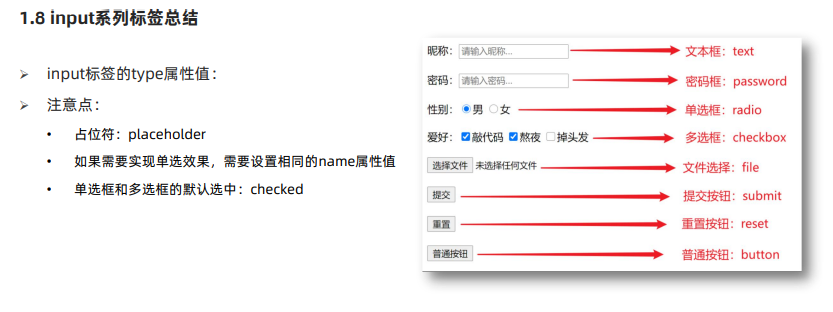 1.8 input系列标签总结
➢ input标签的type属性值：
➢ 注意点：
• 占位符：placeholder
• 如果需要实现单选效果，需要设置相同的name属性值
• 单选框和多选框的默认选中：checked
昵称： 请输入昵称... 文本框：text
密码： 请输入密码... 密码框：password
性别： 男 女 单选框：radio
爱好： 敲代码 熬夜 掉头发 多选框：checkbox
选择文件 未选择任何文件 文件选择：file
提交 提交按钮：submit
重置 重置按钮：reset
普通按钮 普通按钮：button